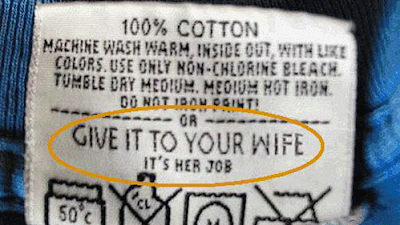 100% COTTON
MACHINE WASH WARM, INSIDE OUT, WITH LIKE
COLORS. USE ONLY NON-CHLORINE BLEACH.
TUMBLE DRY MEDIUM. MEDIUM HOT IRON.
DO NOT IRON PRINT!
OR
GIVE IT TO YOUR WIFE
IT'S HER JOB
50°c CL